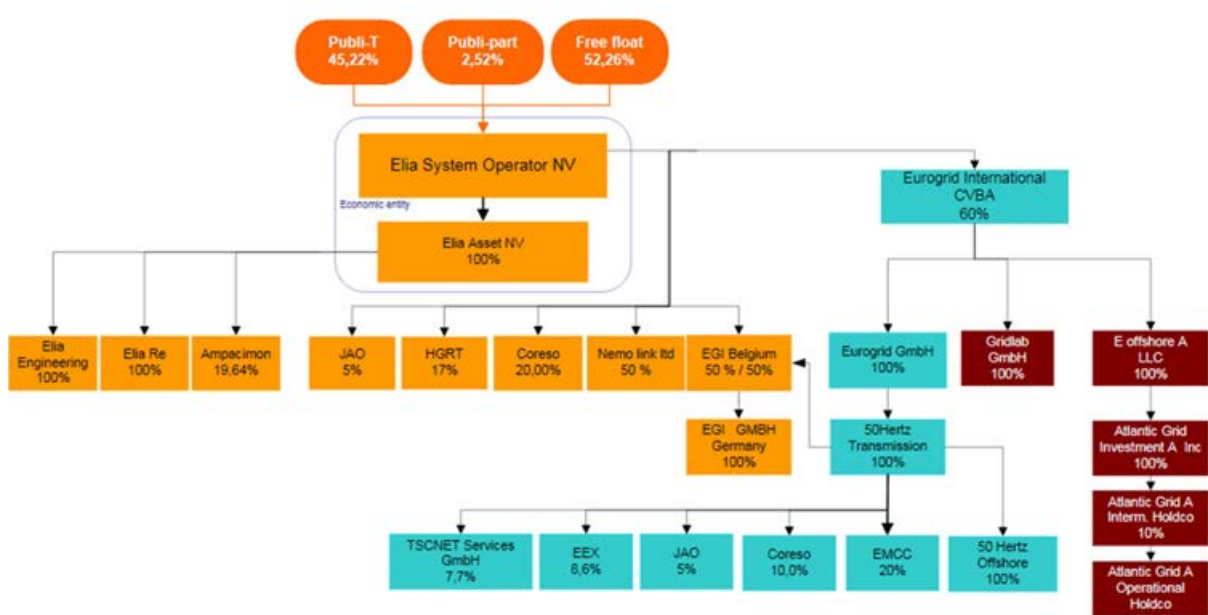 Publi-T
45,22%
Publi-part
2,52%
Free float
52,26%
Elia System Operator NV
Economic entity
Elia Asset NV
100%
Eurogrid International
CVBA
60%
Elia
Engineering
100%
Elia Re
100%
Ampacimon
19,64%
JAO
5%
HGRT
17%
Coreso
20,00%
Nemo link ltd
50 %
EGI Belgium
50 % / 50%
Eurogrid GmbH
100%
Gridlab
GmbH
100%
E offshore A
LLC
100%
EGI GMBH
Germany
100%
50Hertz
Transmission
100%
Atlantic Grid
Investment A Inc
100%
Atlantic Grid A
Interm. Holdco
10%
TSCNET Services
GmbH
7,7%
EEX
8,6%
JAO
5%
Coreso
10,0%
EMCC
20%
50 Hertz
Offshore
100%
Atlantic Grid A
Operational
Holdco